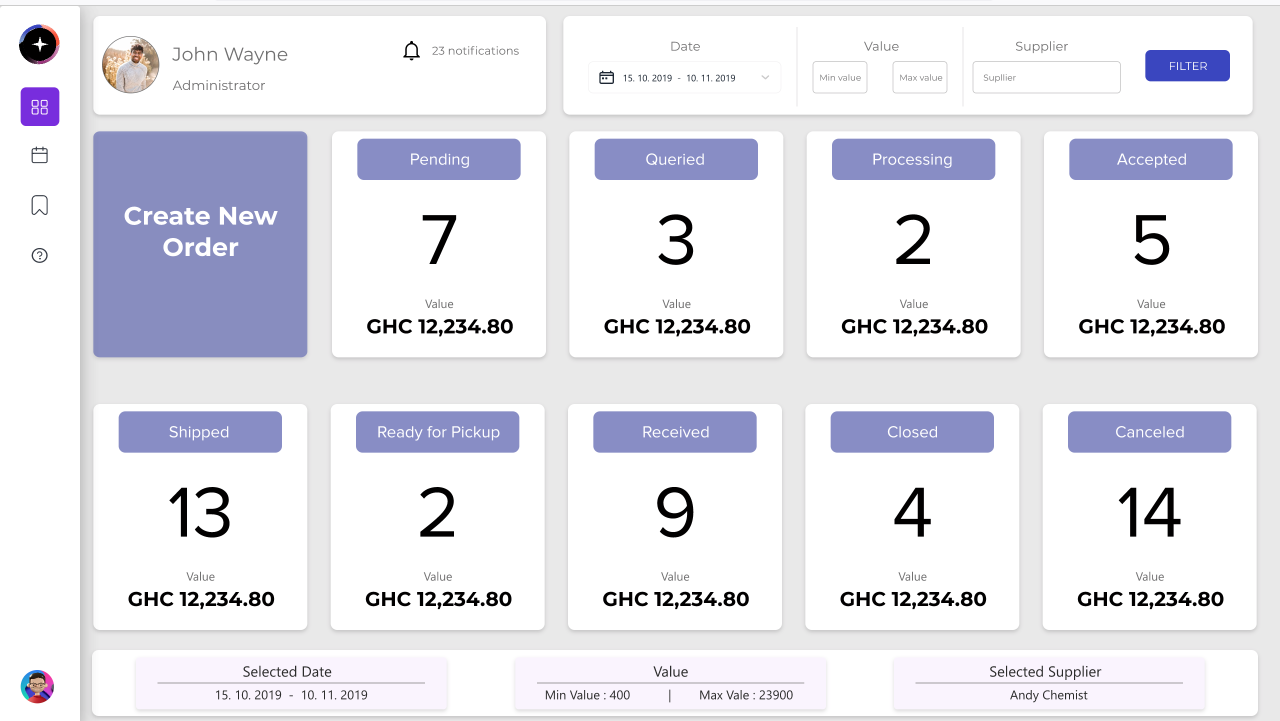 John Wayne
Administrator
23 notifications
Date
15. 10. 2019 - 10. 11. 2019
Value
Min value
Max value
Supplier
Supllier
FILTER
Create New
Order
Pending
7
Value
GHC 12,234.80
Queried
3
Value
GHC 12,234.80
Processing
2
Value
GHC 12,234.80
Accepted
5
Value
GHC 12,234.80
Shipped
13
Value
GHC 12,234.80
Ready for Pickup
2
Value
GHC 12,234.80
Received
9
Value
GHC 12,234.80
Closed
4
Value
GHC 12,234.80
Canceled
14
Value
GHC 12,234.80
Selected Date
15. 10. 2019 - 10. 11. 2019
Value
Min Value : 400 | Max Vale : 23900
Selected Supplier
Andy Chemist